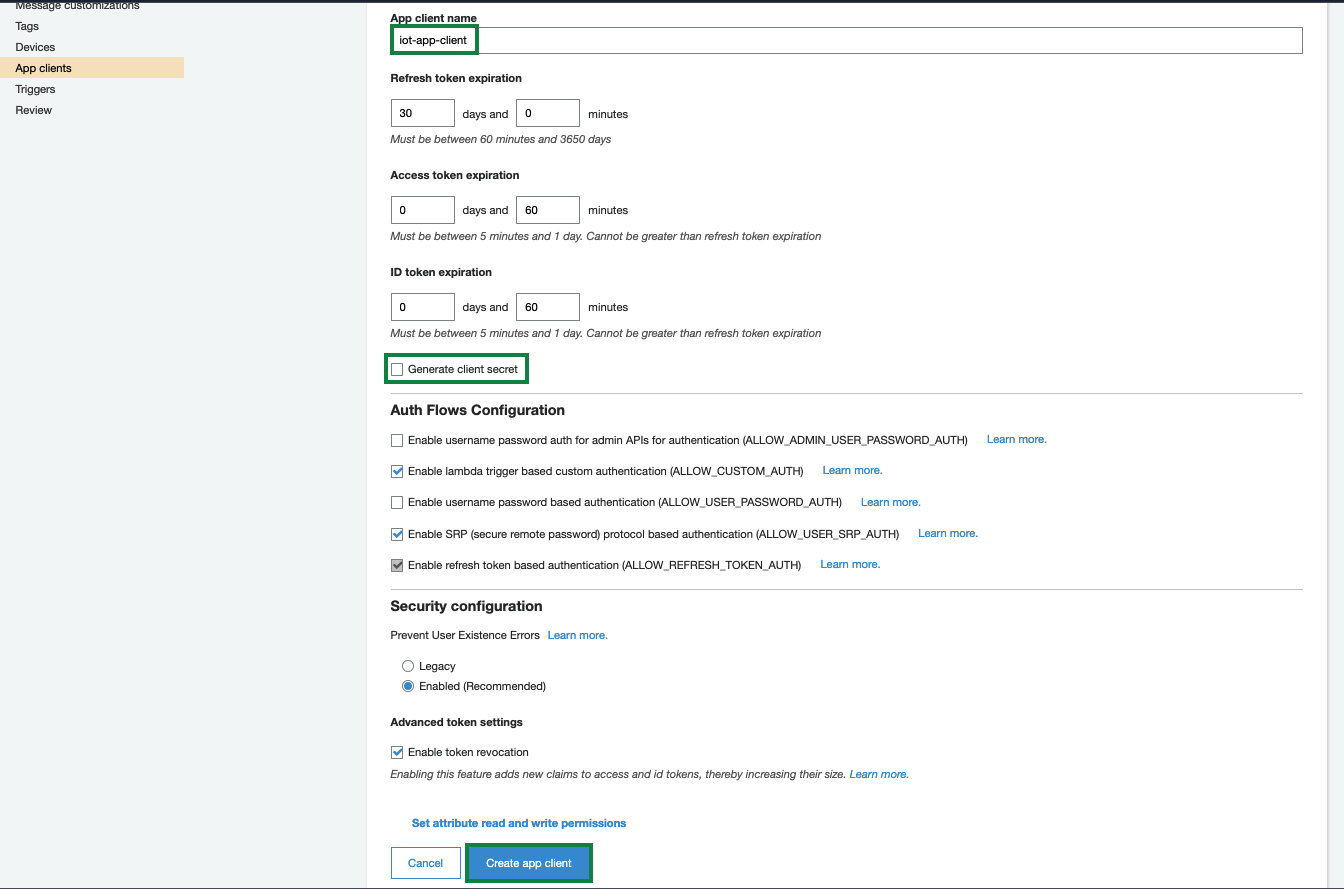 Message customizations
Tags
Devices
App clients
Triggers
Review
App client name
iot-app-client
Refresh token expiration
30 days and 0 minutes
Must be between 60 minutes and 3650 days
Access token expiration
0 days and 60 minutes
Must be between 5 minutes and 1 day. Cannot be greater than refresh token expiration
ID token expiration
0 days and 60 minutes
Must be between 5 minutes and 1 day. Cannot be greater than refresh token expiration
Generate client secret
Auth Flows Configuration
Enable username password auth for admin APIs for authentication (ALLOW_ADMIN_USER_PASSWORD_AUTH) Learn more.
Enable lambda trigger based custom authentication (ALLOW_CUSTOM_AUTH) Learn more.
Enable username password based authentication (ALLOW_USER_PASSWORD_AUTH) Learn more.
Enable SRP (secure remote password) protocol based authentication (ALLOW_USER_SRP_AUTH) Learn more.
Enable refresh token based authentication (ALLOW_REFRESH_TOKEN_AUTH) Learn more.
Security configuration
Prevent User Existence Errors Learn more.
Legacy
Enabled (Recommended)
Advanced token settings
Enable token revocation
Enabling this feature adds new claims to access and id tokens, thereby increasing their size. Learn more.
Set attribute read and write permissions
Cancel Create app client